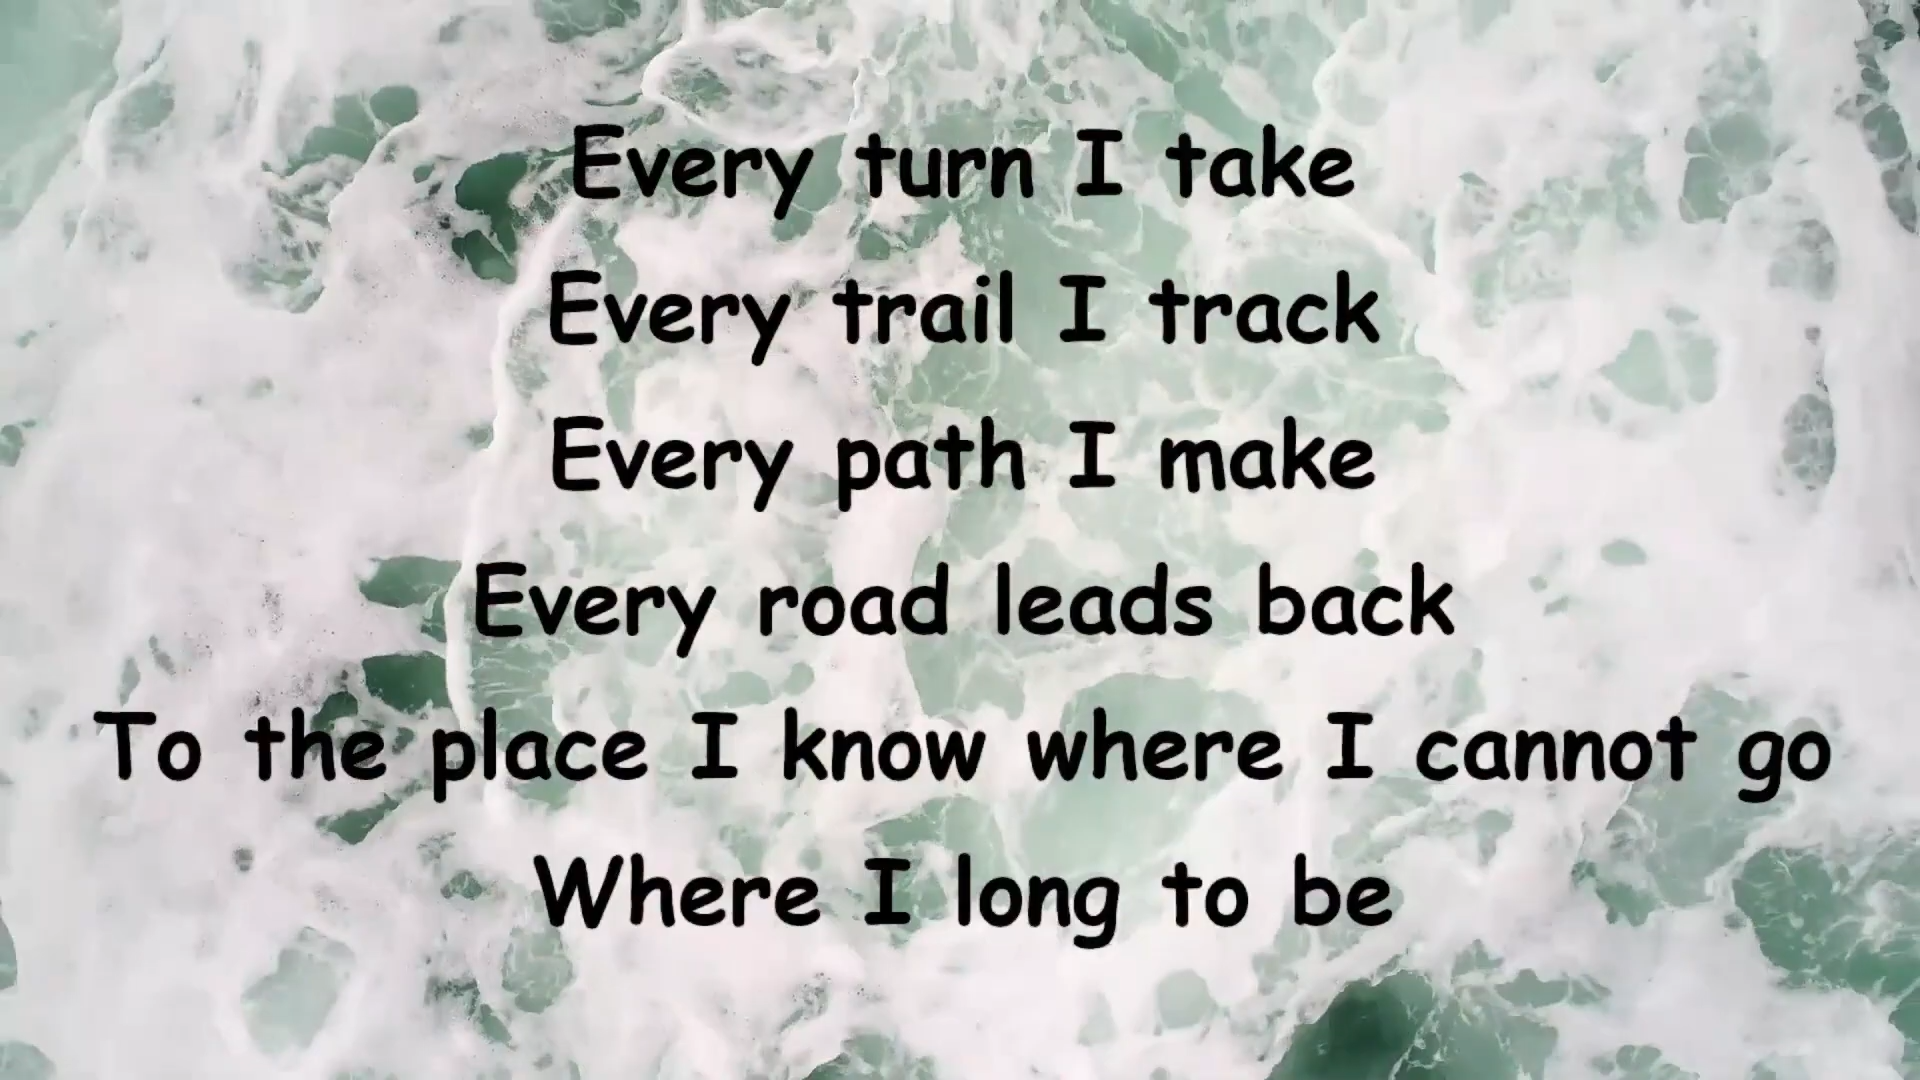 Every turn I take
Every trail I track
Every path I make
Every road leads back
To the place I know where I cannot go
Where I long to be